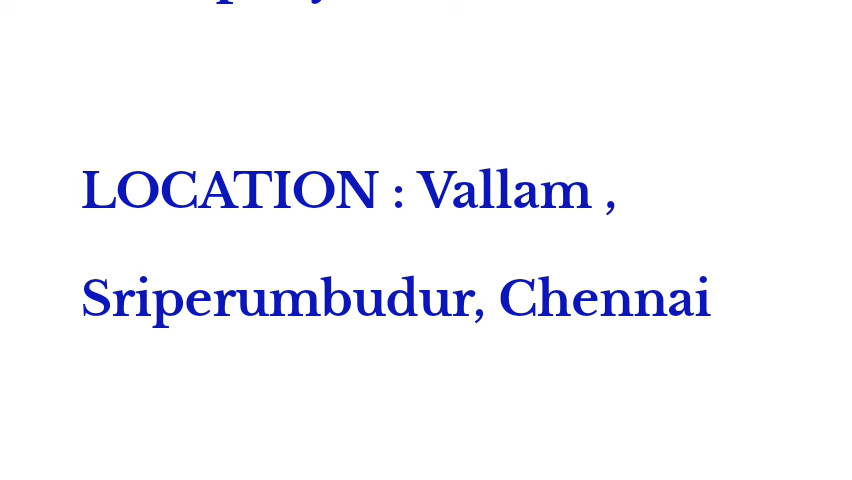 LOCATION : Vallam ,
Sriperumbudur, Chennai